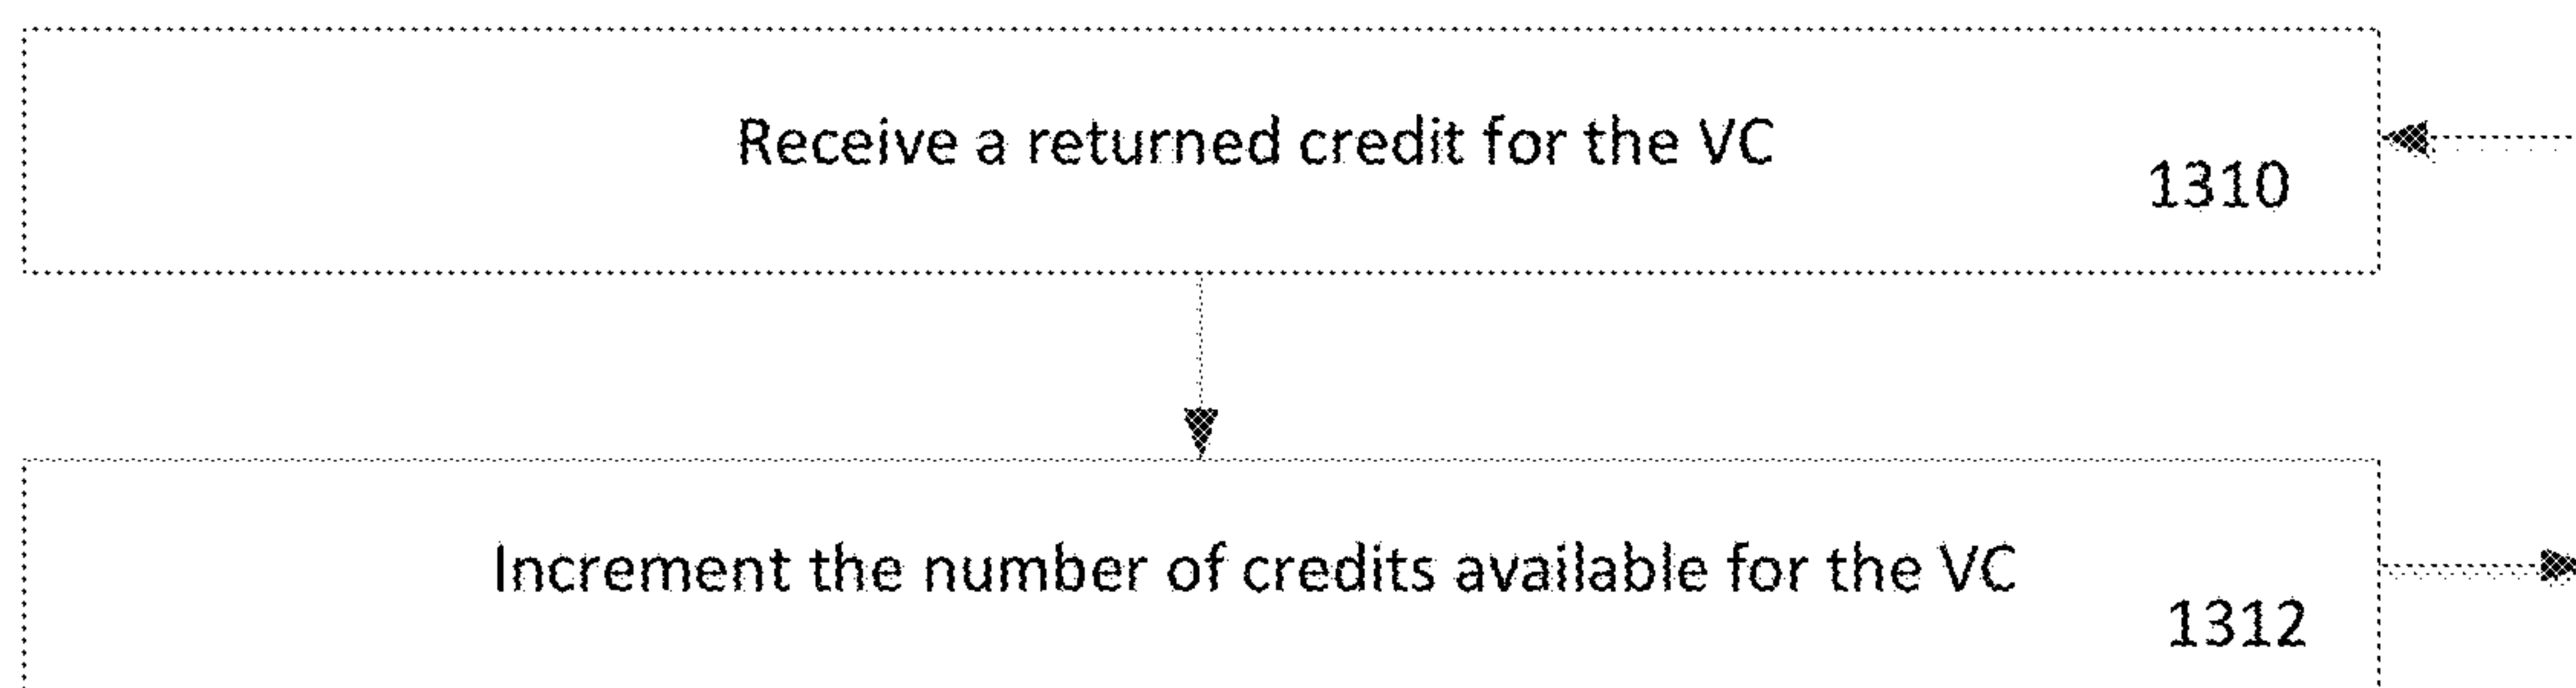 Receive a returned credit for the VC
1310
Increment the number of credits available for the VC
1312